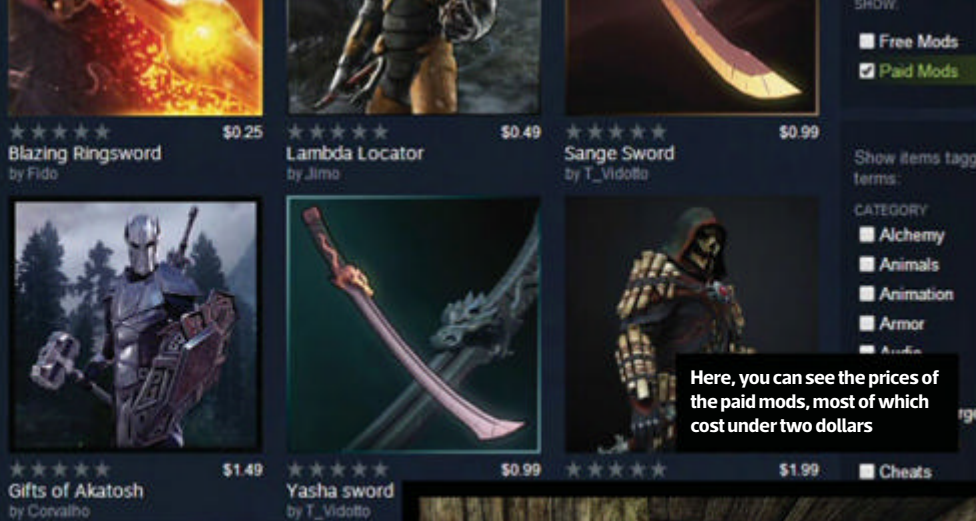 SHOW:
Free Mods
Paid Mods
$0.25
Blazing Ringsword
by Fido
$0.49
Lambda Locator
by Jimo
$0.99
Sange Sword
by T_Vidotto
Show items tagg
terms:
CATEGORY
Alchemy
Animals
Animation
Armor
Audio
Cheats
$1.49
Gifts of Akatosh
by Corvalho
$0.99
Yasha sword
by T_Vidotto
$1.99
Here, you can see the prices of
the paid mods, most of which
cost under two dollars